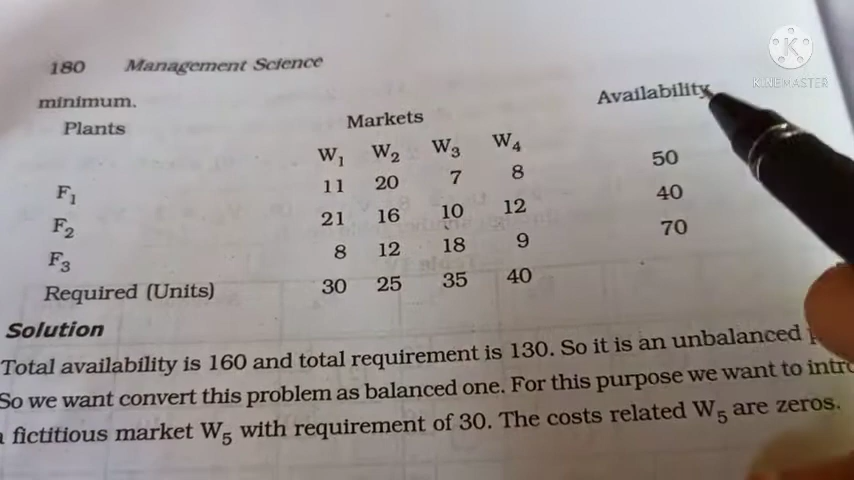 180 Management Science
K
KINEMASTER
minimum.
Plants Markets Availability
W1 W2 W3 W4
F1 11 20 7 8 50
F2 21 16 10 12 40
F3 8 12 18 9 70
Required (Units) 30 25 35 40
Solution
Total availability is 160 and total requirement is 130. So it is an unbalanced
So we want convert this problem as balanced one. For this purpose we want to
a fictitious market W5 with requirement of 30. The costs related W5 are zeros.